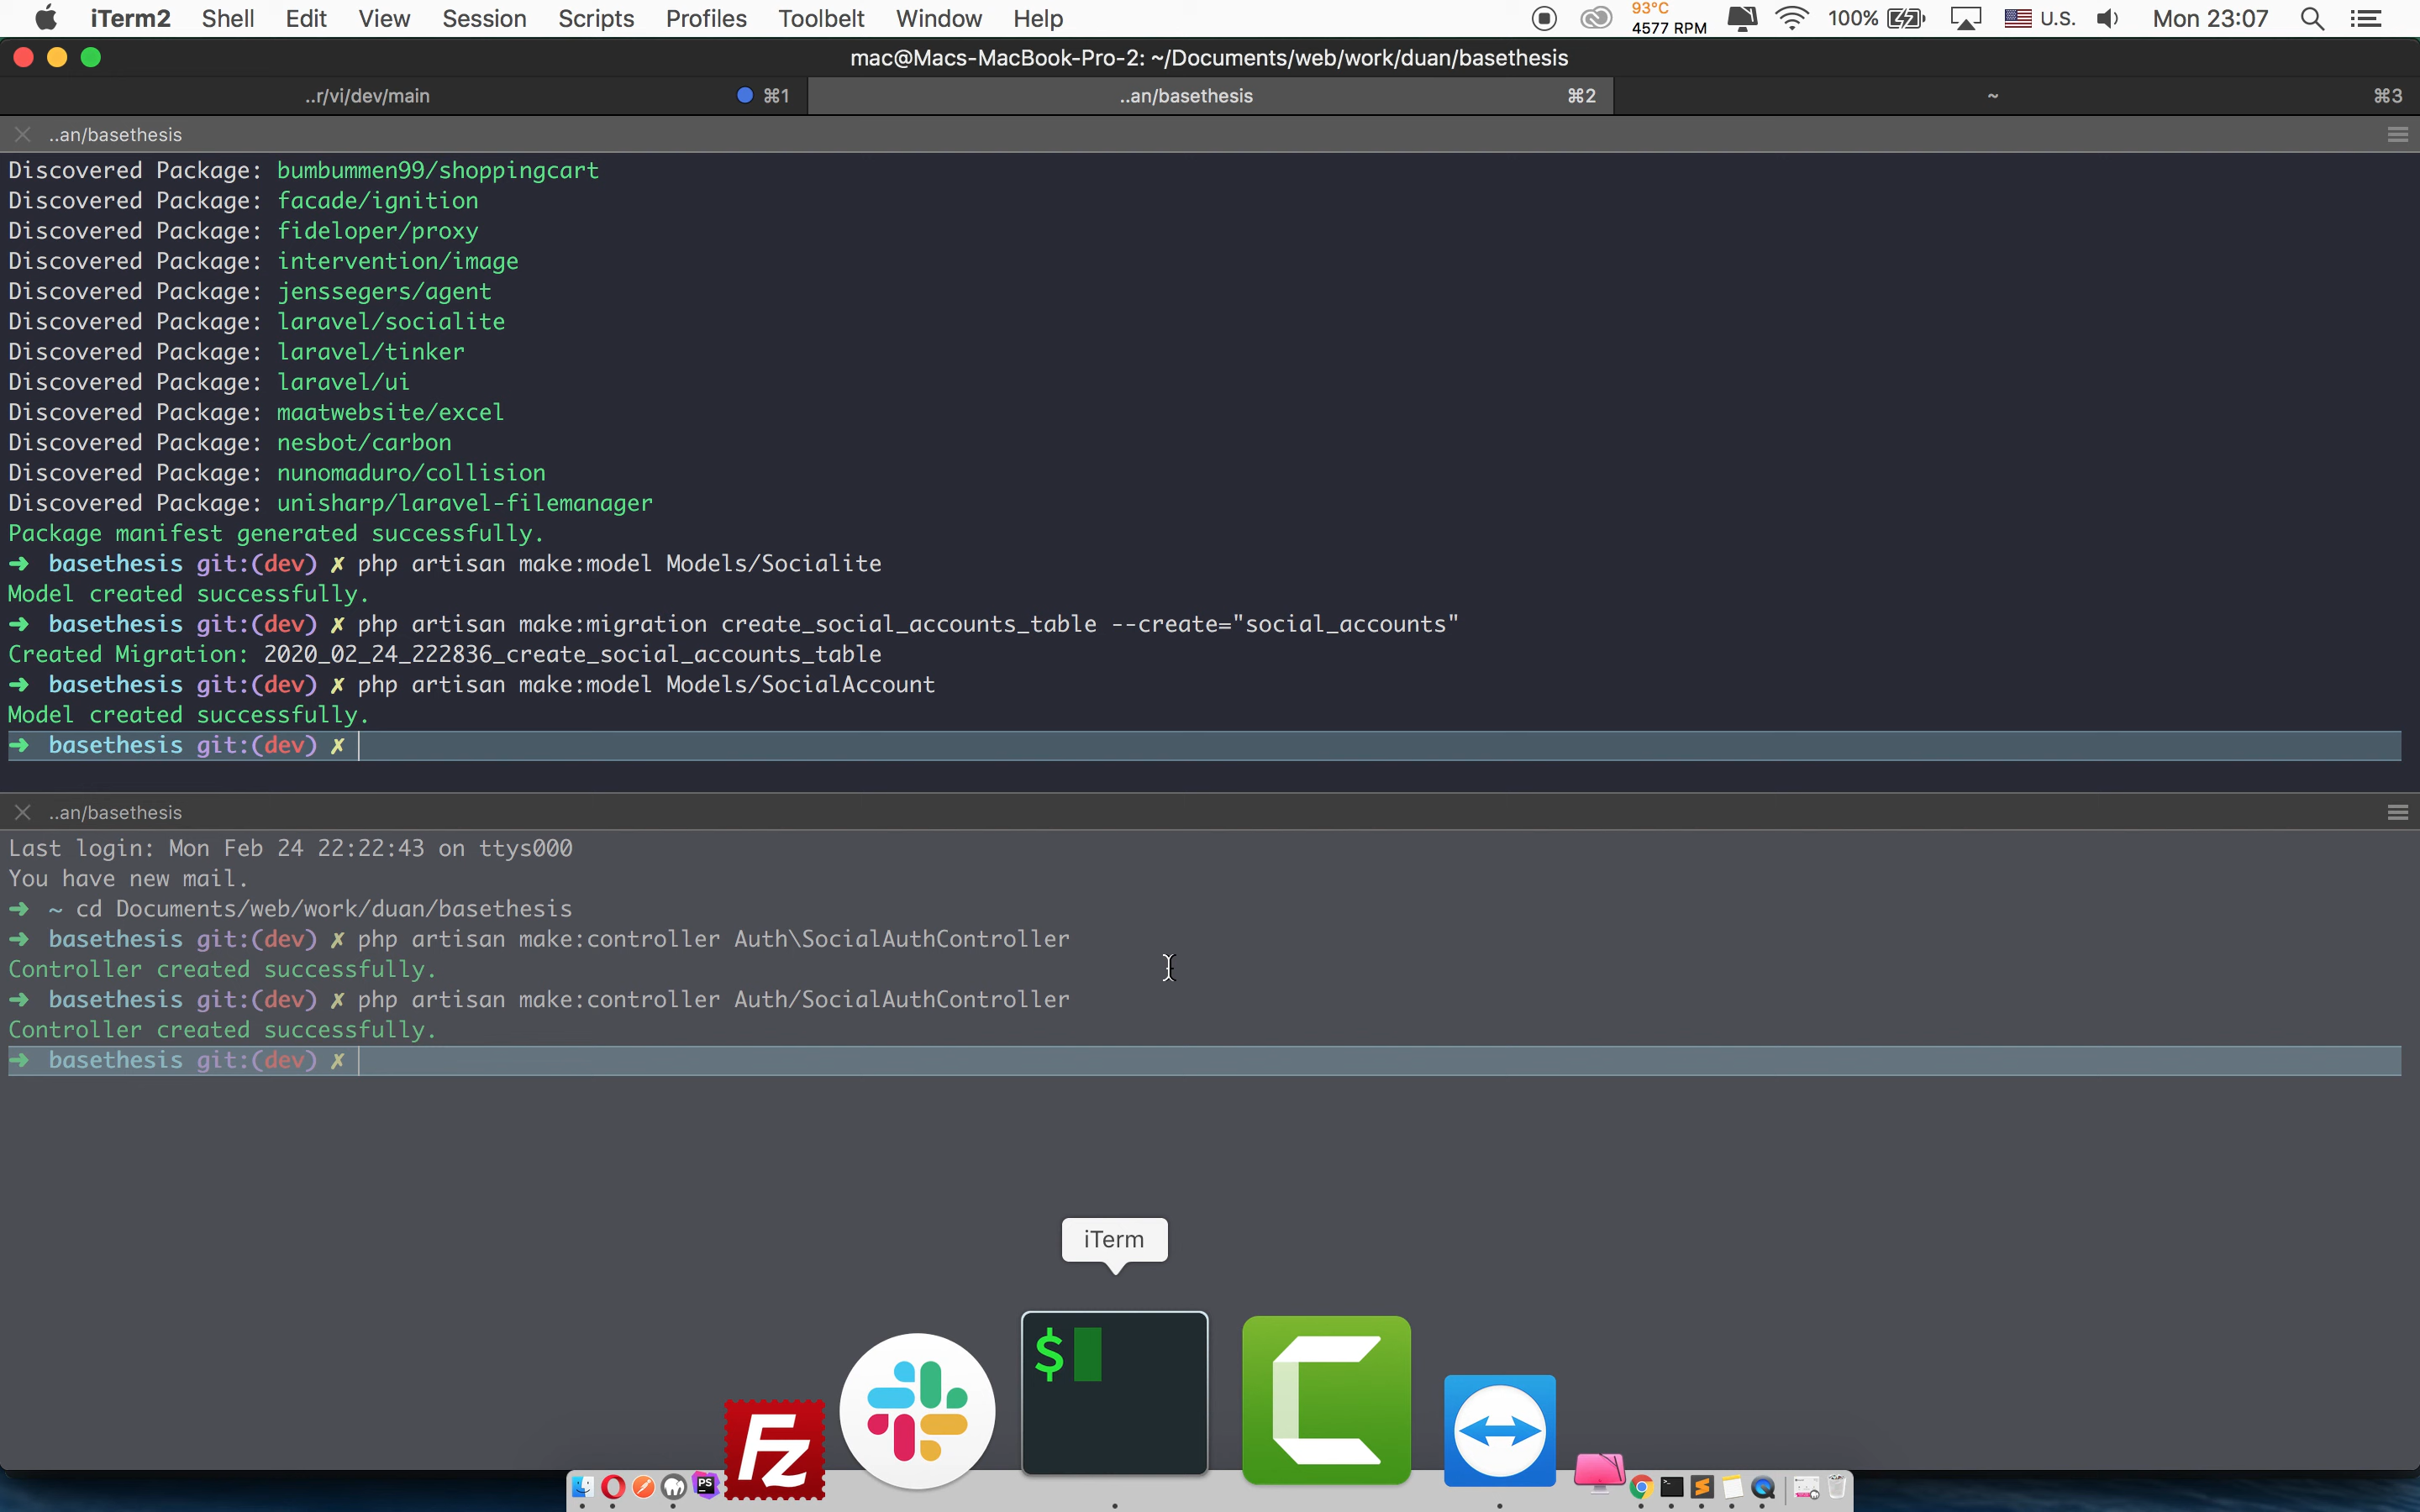 iTerm2 Shell Edit View Session Scripts Profiles Toolbelt Window Help 93°C 4577 RPM 100% U.S. Mon 23:07
mac@Macs-MacBook-Pro-2: ~/Documents/web/work/duan/basethesis
..r/vi/dev/main ⌘1 ..an/basethesis ⌘2 ~ ⌘3
..an/basethesis
Discovered Package: bumbummen99/shoppingcart
Discovered Package: facade/ignition
Discovered Package: fideloper/proxy
Discovered Package: intervention/image
Discovered Package: jenssegers/agent
Discovered Package: laravel/socialite
Discovered Package: laravel/tinker
Discovered Package: laravel/ui
Discovered Package: maatwebsite/excel
Discovered Package: nesbot/carbon
Discovered Package: nunomaduro/collision
Discovered Package: unisharp/laravel-filemanager
Package manifest generated successfully.
➜ basethesis git:(dev) ✗ php artisan make:model Models/Socialite
Model created successfully.
➜ basethesis git:(dev) ✗ php artisan make:migration create_social_accounts_table --create="social_accounts"
Created Migration: 2020_02_24_222836_create_social_accounts_table
➜ basethesis git:(dev) ✗ php artisan make:model Models/SocialAccount
Model created successfully.
➜ basethesis git:(dev) ✗
..an/basethesis
Last login: Mon Feb 24 22:22:43 on ttys000
You have new mail.
➜ ~ cd Documents/web/work/duan/basethesis
➜ basethesis git:(dev) ✗ php artisan make:controller Auth\SocialAuthController
Controller created successfully.
➜ basethesis git:(dev) ✗ php artisan make:controller Auth/SocialAuthController
Controller created successfully.
➜ basethesis git:(dev) ✗
iTerm
$
Fz
PS